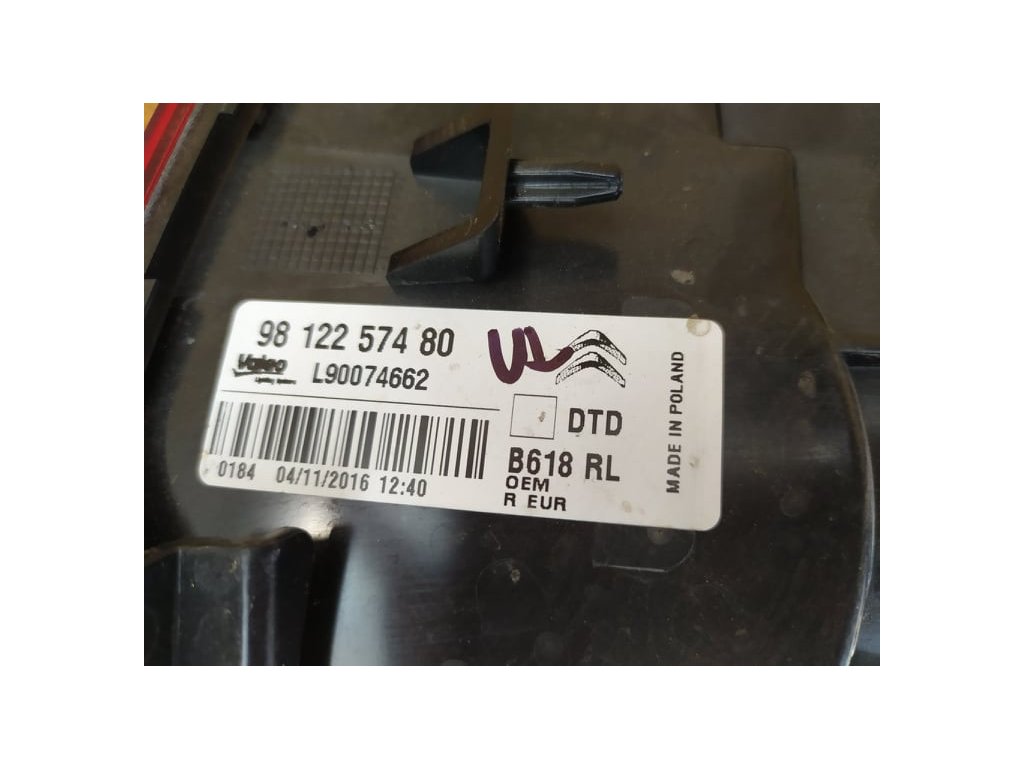 98 122 574 80
Valeo
L90074662
DTD
B618 RL
OEM
R EUR
0184 04/11/2016 12:40
MADE IN POLAND